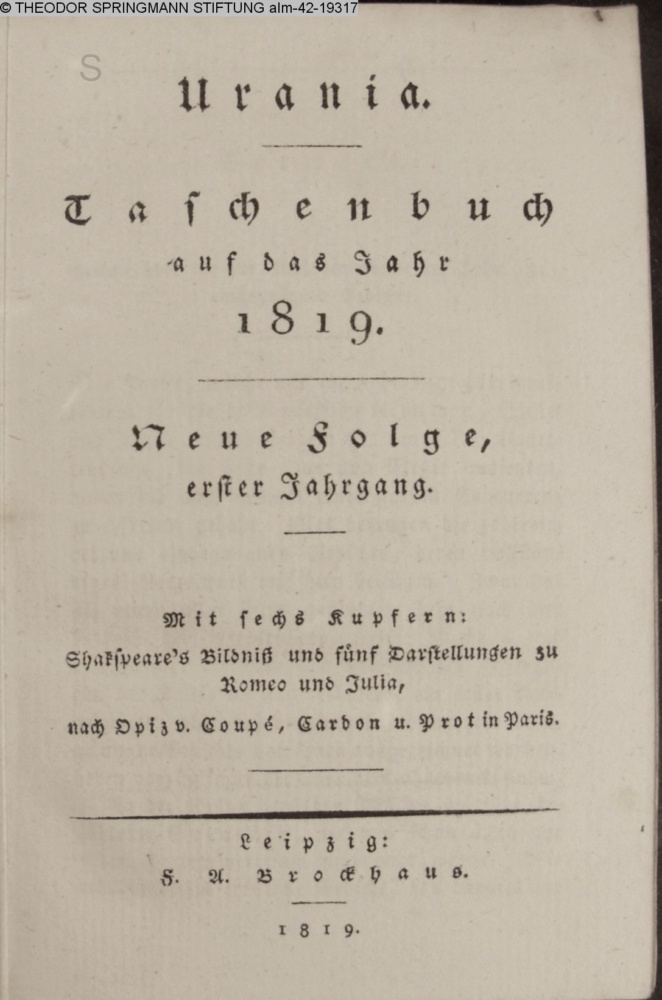 © THEODOR SPRINGMANN STIFTUNG alm-42-19317
S
Urania.
Taſchenbuch
auf das Jahr
1819.
Neue Folge,
erſter Jahrgang.
Mit ſechs Kupfern:
Shakſpeare's Bildniß und fünf Darſtellungen zu
Romeo und Julia,
nach Opiz v. Coupé, Cardon u. Prot in Paris.
Leipzig:
F. A. Brockhaus.
1819.